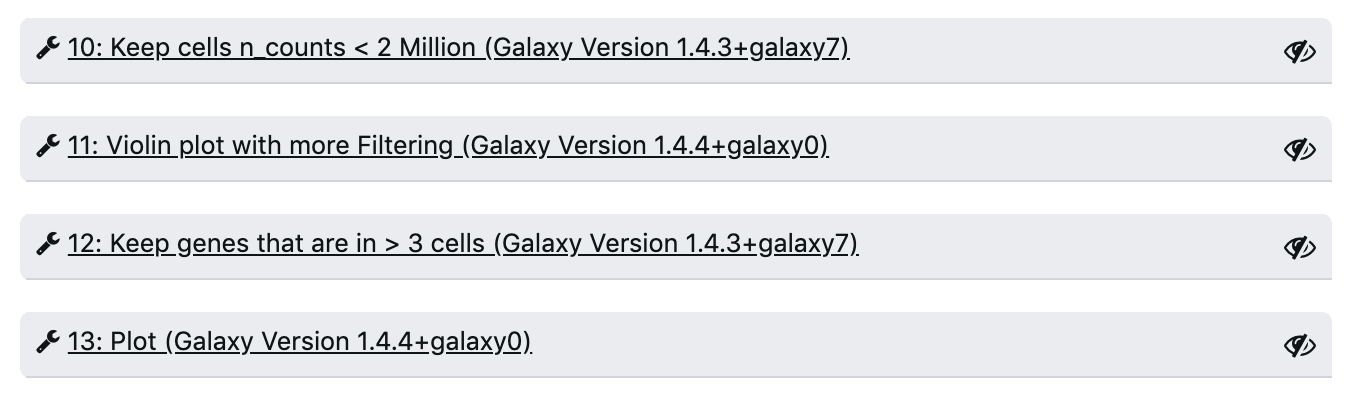 10: Keep cells n_counts < 2 Million (Galaxy Version 1.4.3+galaxy7)
11: Violin plot with more Filtering (Galaxy Version 1.4.4+galaxy0)
12: Keep genes that are in > 3 cells (Galaxy Version 1.4.3+galaxy7)
13: Plot (Galaxy Version 1.4.4+galaxy0)